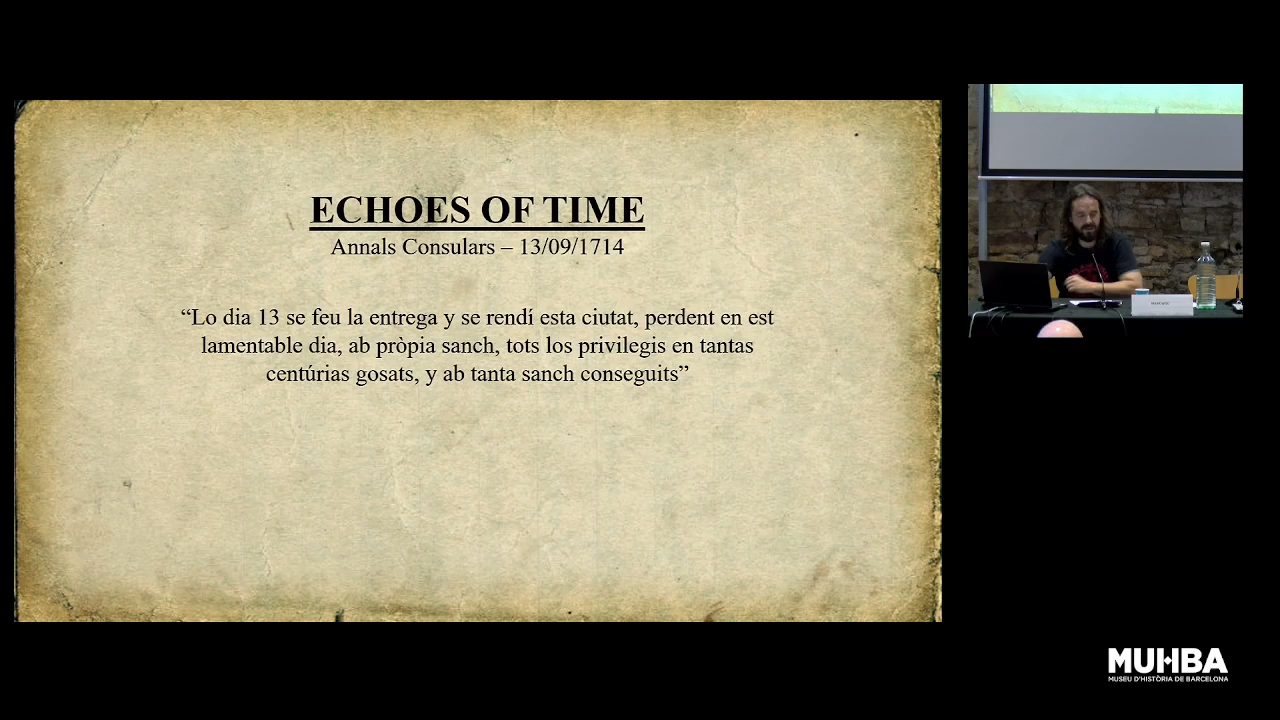 ECHOES OF TIME
Annals Consulars – 13/09/1714
“Lo dia 13 se feu la entrega y se rendí esta ciutat, perdent en est
lamentable dia, ab pròpia sanch, tots los privilegis en tantas
centúrias gosats, y ab tanta sanch conseguits”
MUHBA
MUSEU D'HISTÒRIA DE BARCELONA